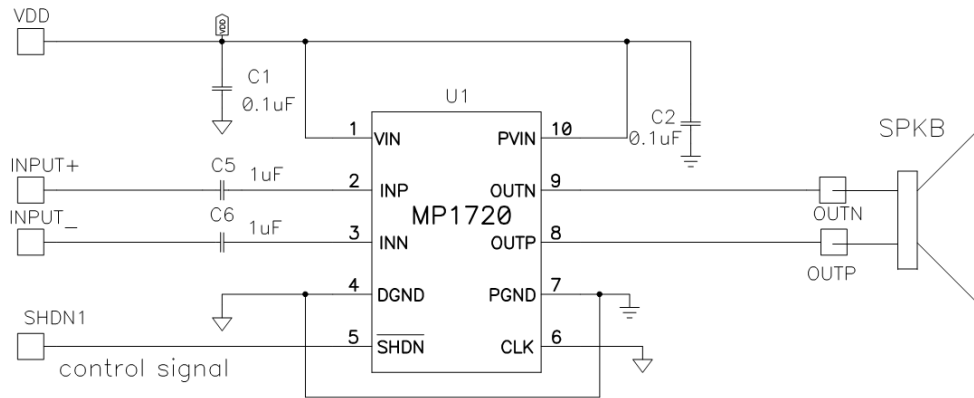 VDD
VDD
C1
0.1uF
U1
C2
0.1uF
SPKB
1 VIN PVIN 10
INPUT+
C5
1uF
2 INP OUTN 9
OUTN
MP1720
INPUT_
C6
1uF
3 INN OUTP 8
OUTP
4 DGND PGND 7
SHDN1
5 SHDN CLK 6
control signal